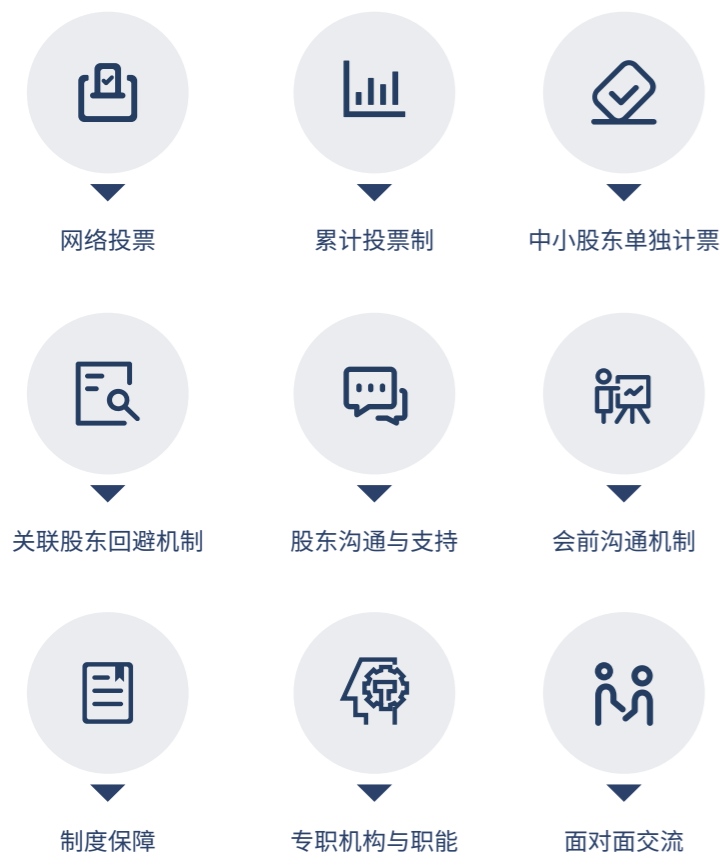 网络投票
累计投票制
中小股东单独计票
关联股东回避机制
股东沟通与支持
会前沟通机制
制度保障
专职机构与职能
面对面交流